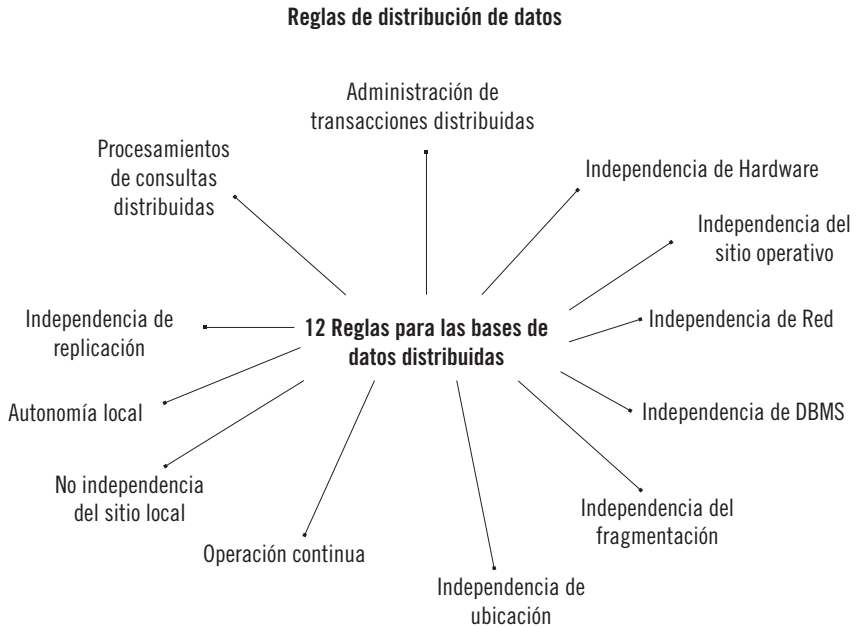 Reglas de distribución de datos
Administración de
transacciones distribuidas
Procesamientos
de consultas
distribuidas
Independencia de Hardware
Independencia del
sitio operativo
Independencia de
replicación
12 Reglas para las bases de
datos distribuidas
Independencia de Red
Autonomía local
Independencia de DBMS
No independencia
del sitio local
Independencia del
fragmentación
Operación continua
Independencia de
ubicación